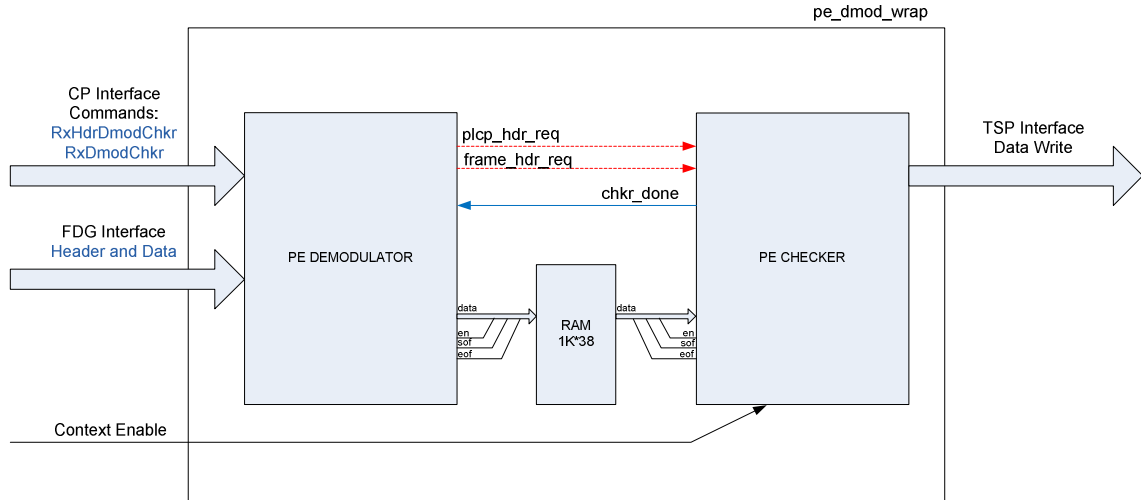 pe_dmod_wrap
CP Interface
Commands:
RxHdrDmodChkr
RxDmodChkr
FDG Interface
Header and Data
PE DEMODULATOR
plcp_hdr_req
frame_hdr_req
chkr_done
data
en
sof
eof
RAM
1K*38
data
en
sof
eof
PE CHECKER
TSP Interface
Data Write
Context Enable